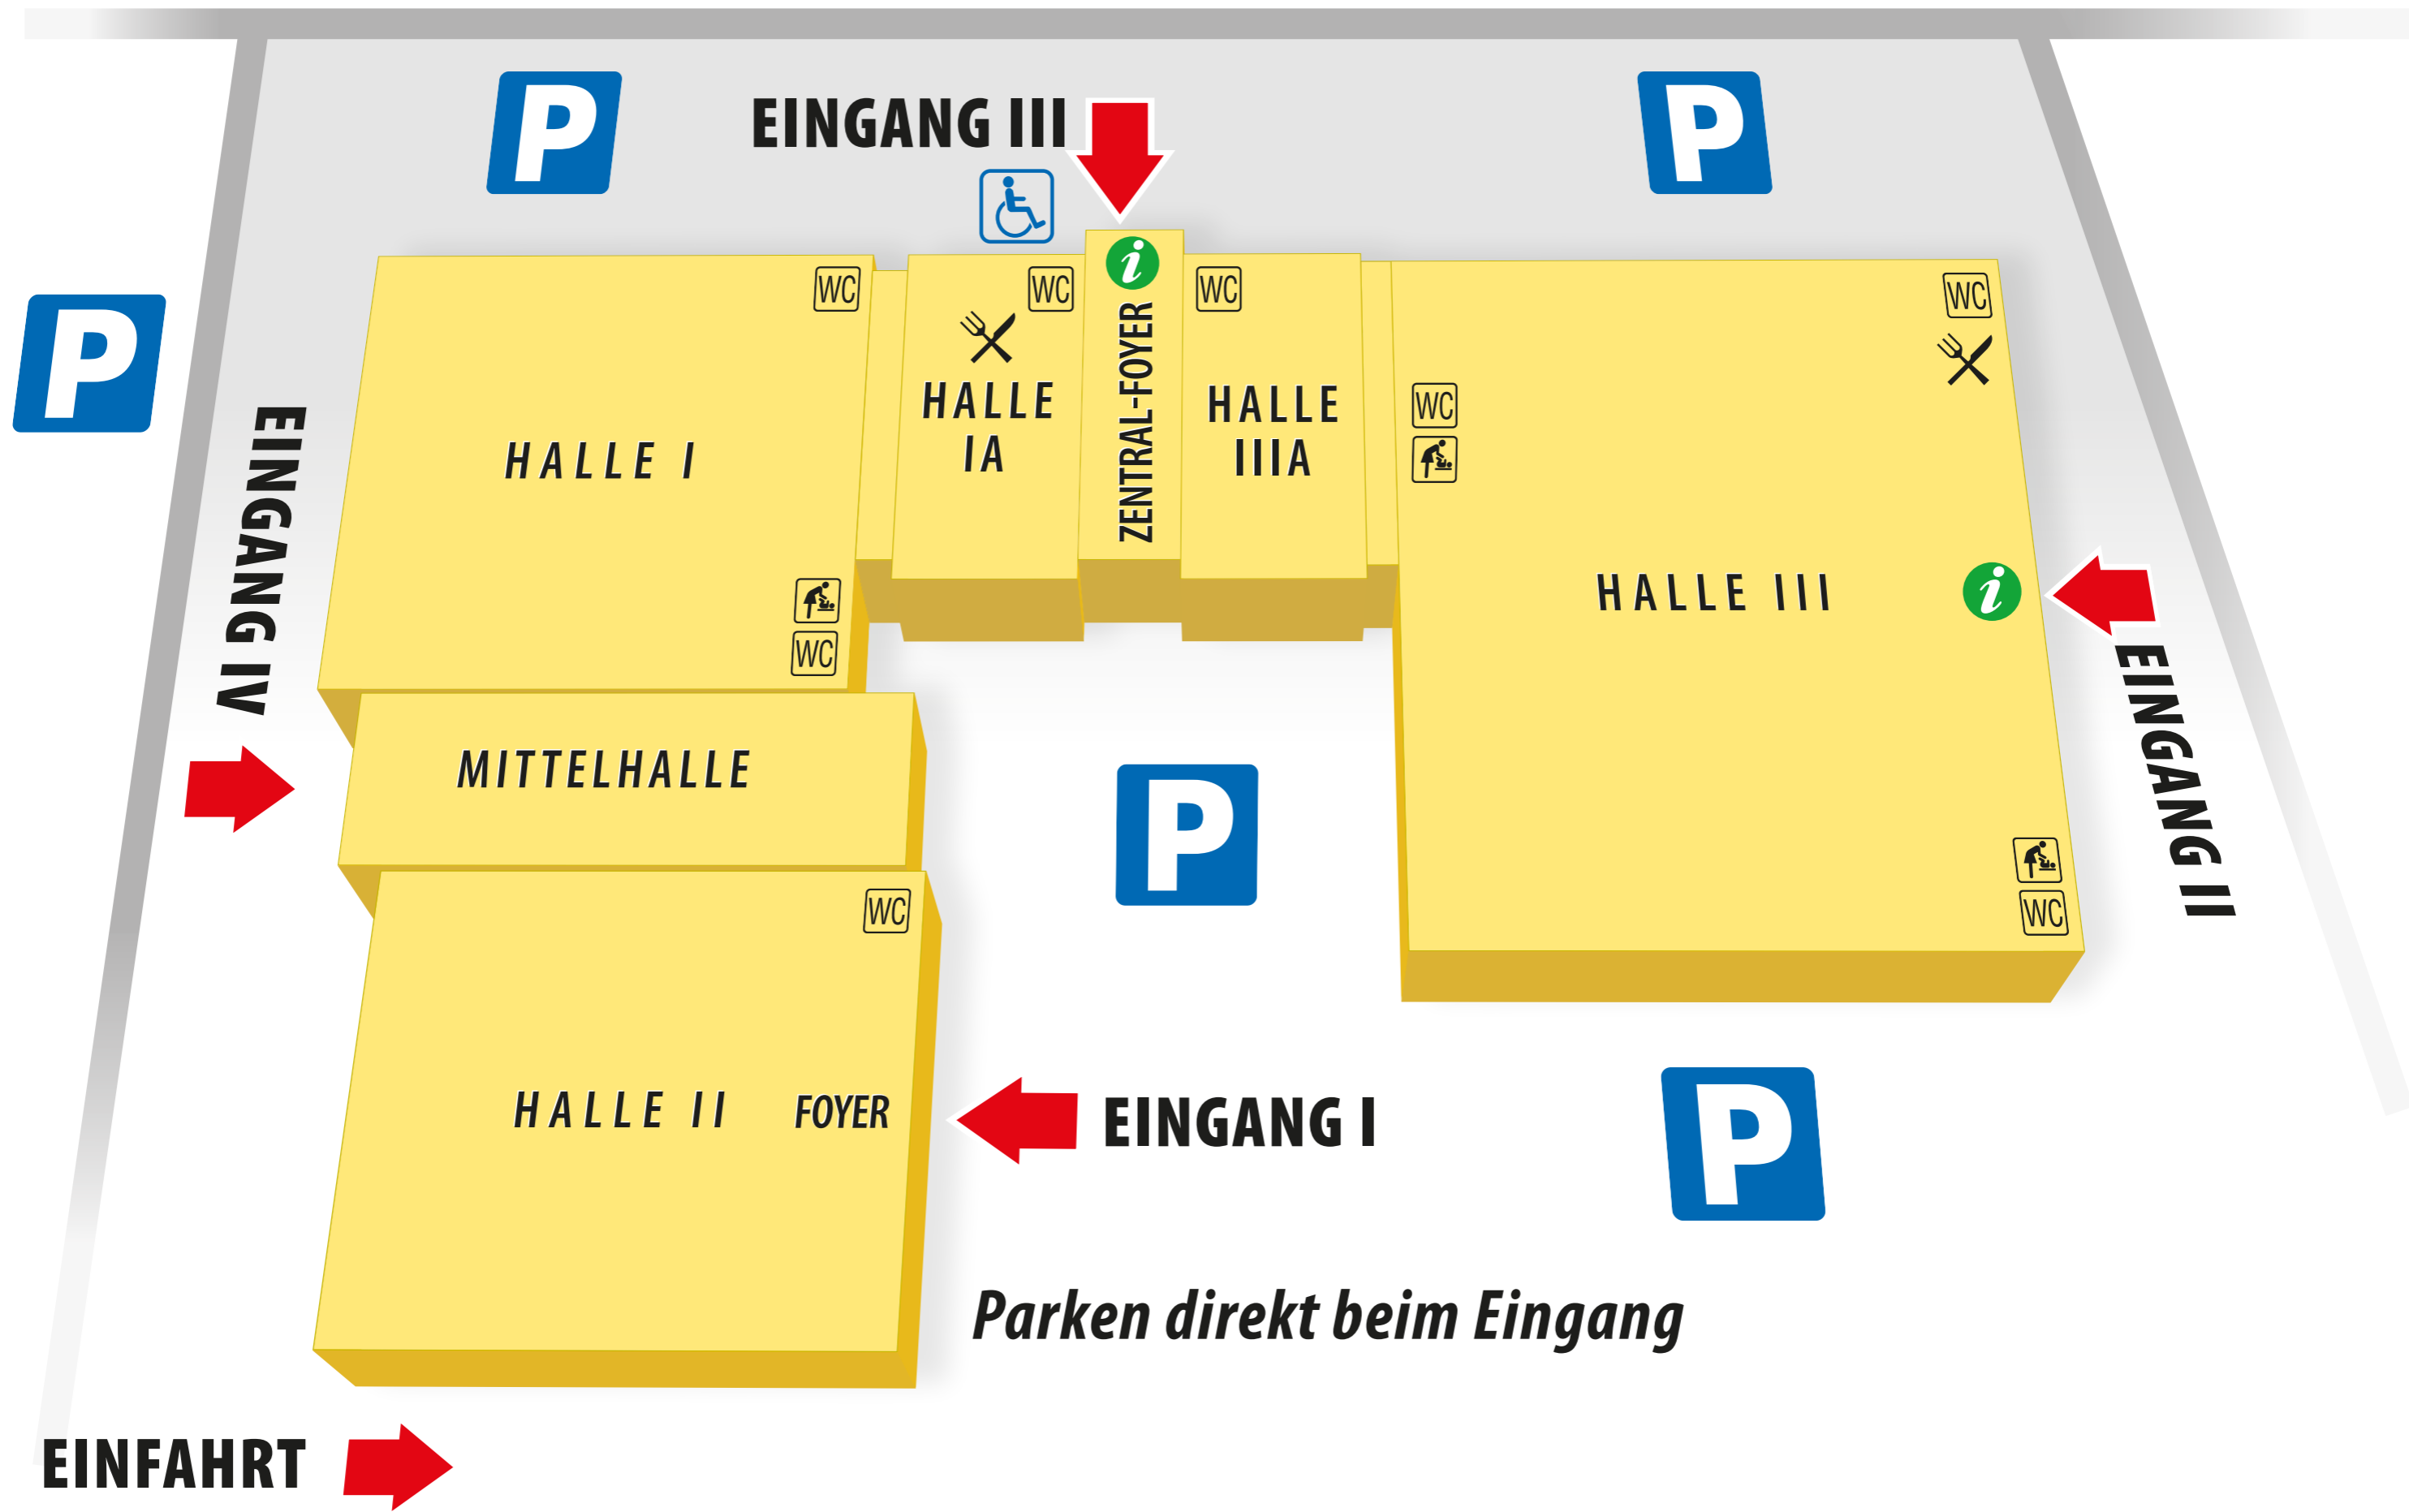 P
EINGANG III
P
P
WC
WC
i
WC
WC
HALLE I
HALLE
IA
ZENTRAL-FOYER
HALLE
IIIA
WC
HALLE III
i
EINGANG IV
WC
EINGANG II
MITTELHALLE
P
WC
WC
HALLE II
FOYER
EINGANG I
P
Parken direkt beim Eingang
EINFAHRT